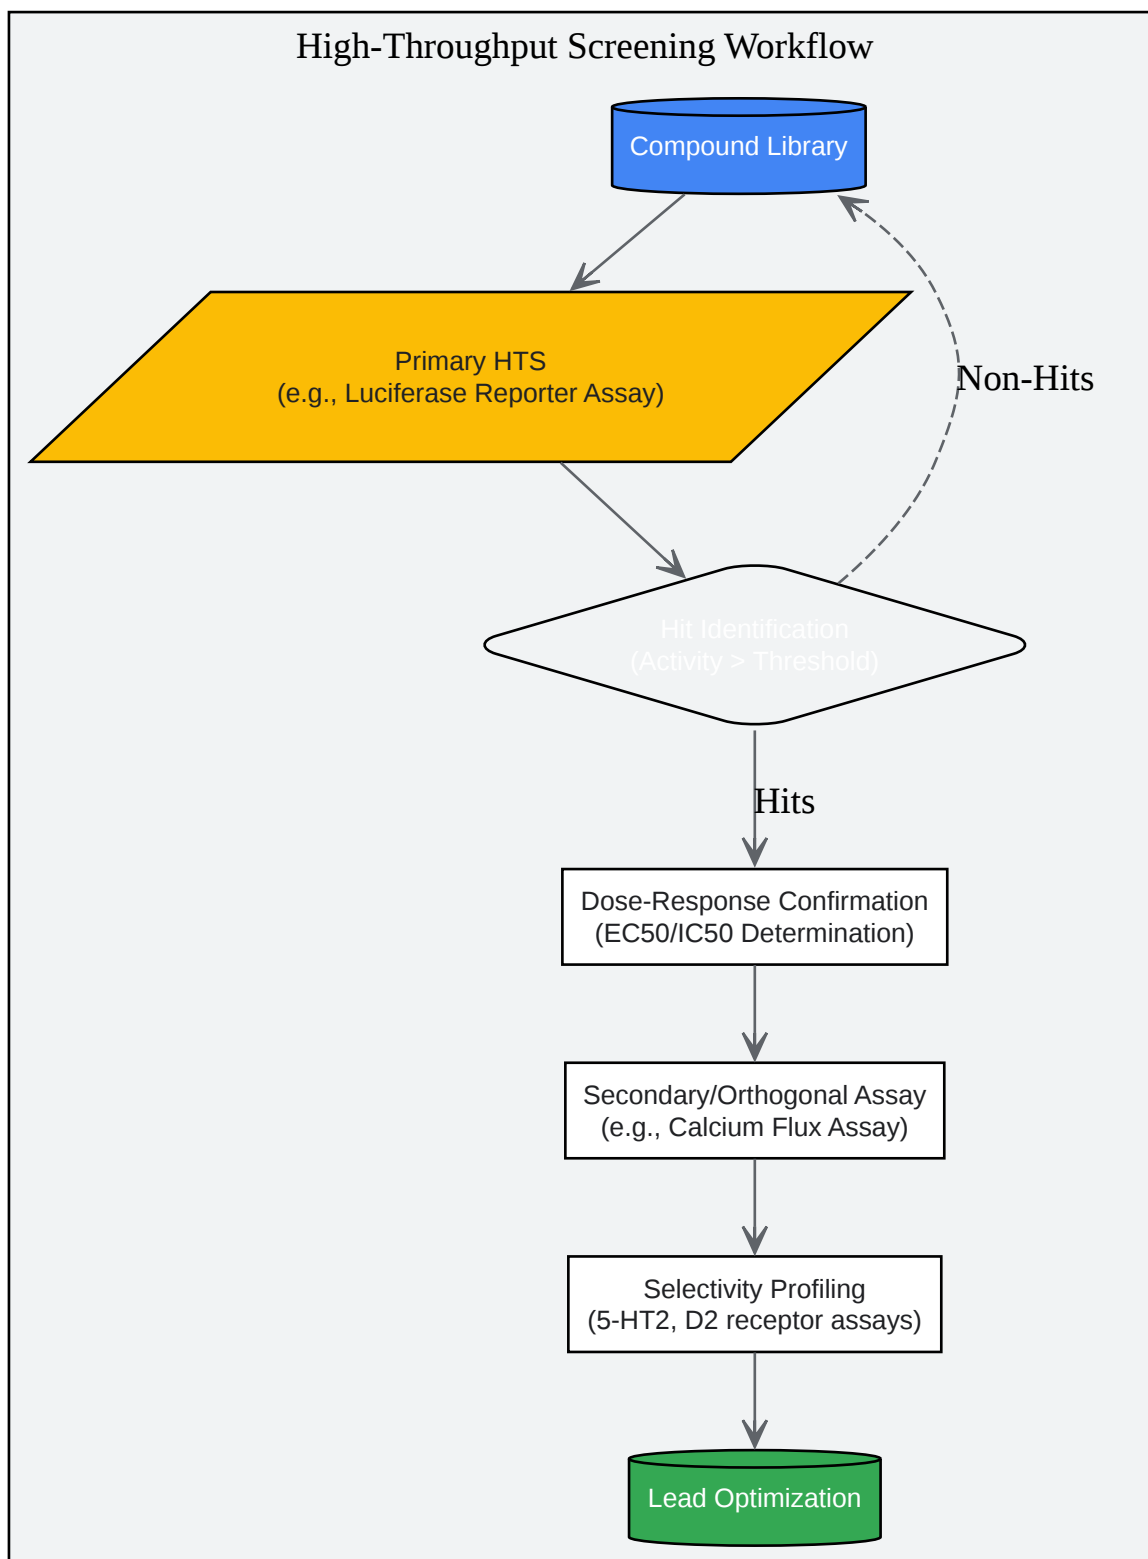 High-Throughput Screening Workflow
Compound Library
Primary HTS
(e.g., Luciferase Reporter Assay)
Non-Hits
Hit Identification
(Activity > Threshold)
Hits
Dose-Response Confirmation
(EC50/IC50 Determination)
Secondary/Orthogonal Assay
(e.g., Calcium Flux Assay)
Selectivity Profiling
(5-HT2, D2 receptor assays)
Lead Optimization